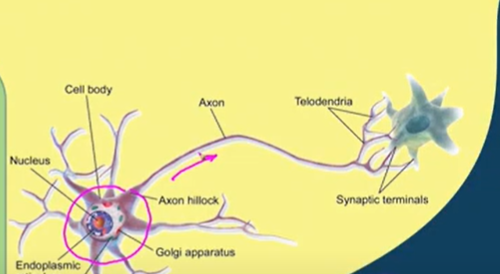 Cell body
Axon
Telodendria
Nucleus
Axon hillock
Synaptic terminals
Golgi apparatus
Endoplasmic